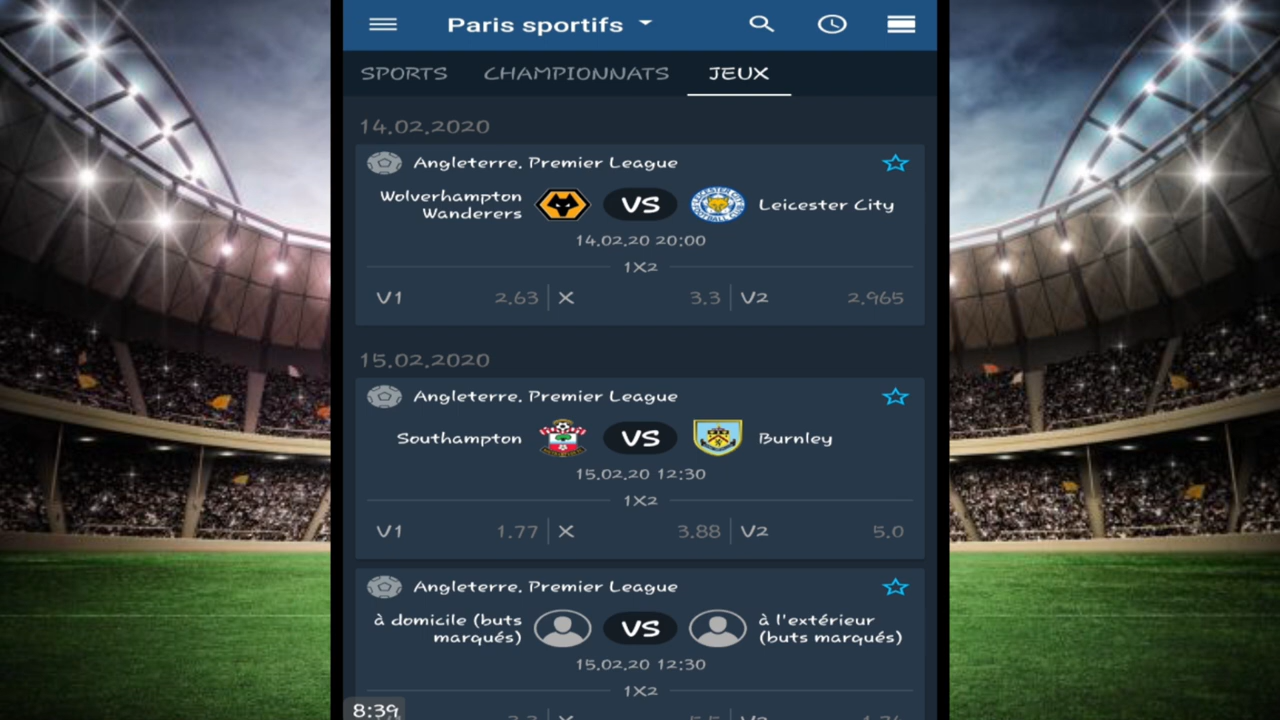 Paris sportifs
SPORTS CHAMPIONNATS JEUX
14.02.2020
Angleterre. Premier League
Wolverhampton
Wanderers
VS
Leicester City
14.02.20 20:00
1X2
V1 2.63 X 3.3 V2 2.965
15.02.2020
Angleterre. Premier League
Southampton VS Burnley
15.02.20 12:30
1X2
V1 1.77 X 3.88 V2 5.0
Angleterre. Premier League
à domicile (buts
marqués)
VS
à l'extérieur
(buts marqués)
15.02.20 12:30
1X2
8:39